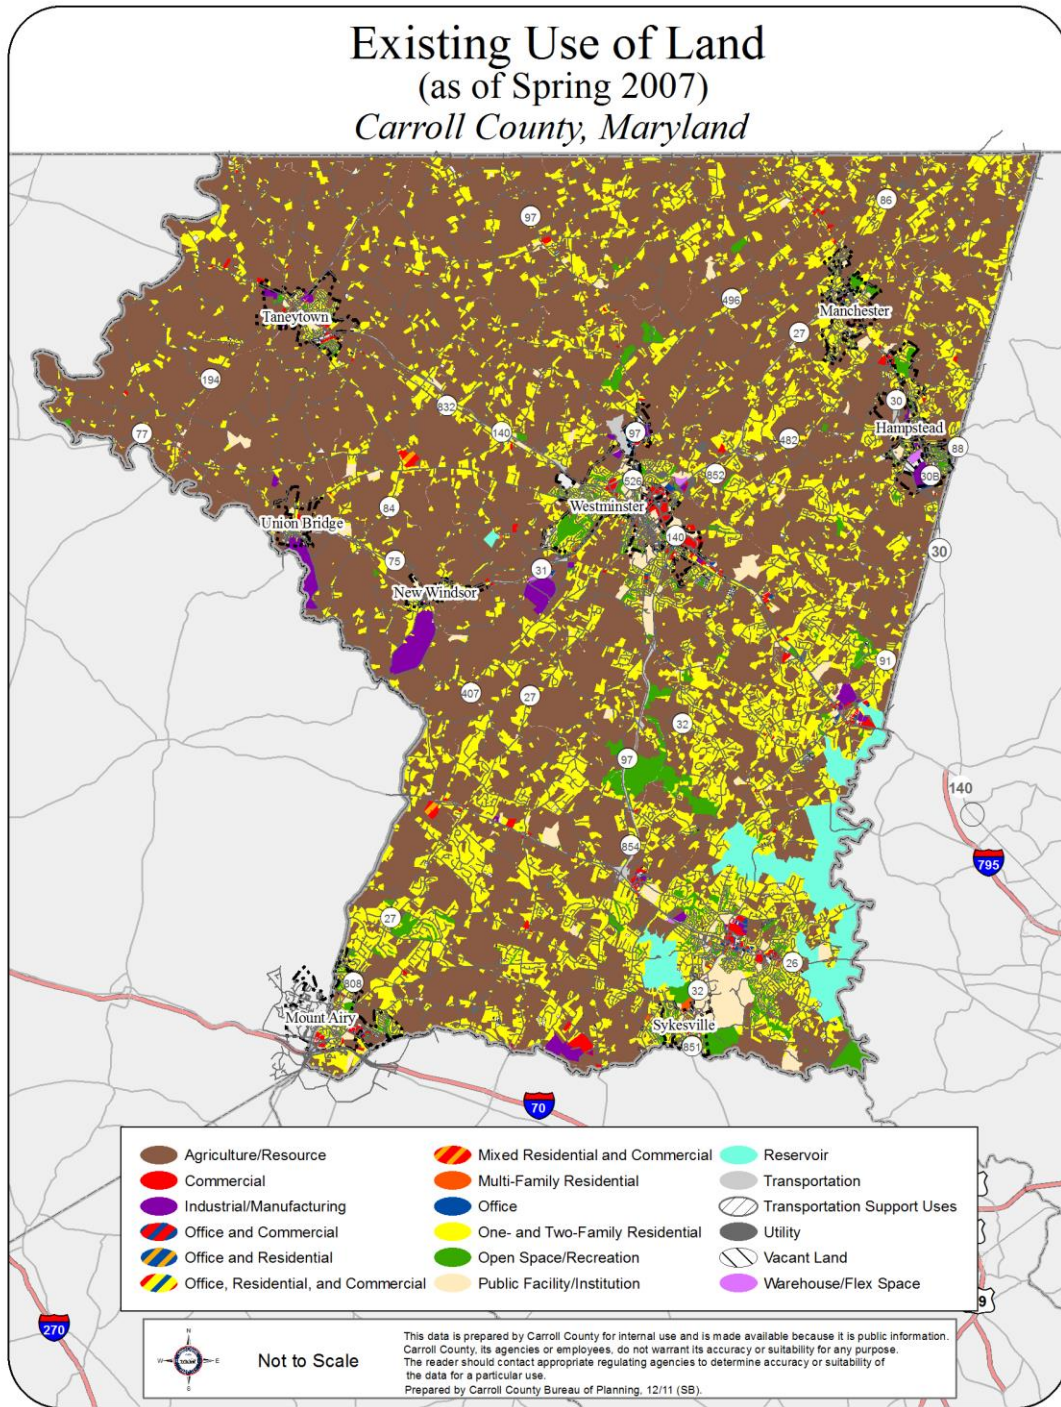 Existing Use of Land
(as of Spring 2007)
Carroll County, Maryland
86
97
496
Manchester
Taneytown
27
194
30
832
97
Hampstead
77
140
482
88
852
30B
526
84
Westminster
Union Bridge
140
30
75
31
New Windsor
91
407
27
32
97
140
854
795
27
26
808
32
Mount Airy
Sykesville
851
70
Agriculture/Resource
Commercial
Industrial/Manufacturing
Office and Commercial
Office and Residential
Office, Residential, and Commercial
Mixed Residential and Commercial
Multi-Family Residential
Office
One- and Two-Family Residential
Open Space/Recreation
Public Facility/Institution
Reservoir
Transportation
Transportation Support Uses
Utility
Vacant Land
Warehouse/Flex Space
9
270
N
W
E
S
Not to Scale
This data is prepared by Carroll County for internal use and is made available because it is public information.
Carroll County, its agencies or employees, do not warrant its accuracy or suitability for any purpose.
The reader should contact appropriate regulating agencies to determine accuracy or suitability of
the data for a particular use.
Prepared by Carroll County Bureau of Planning, 12/11 (SB).